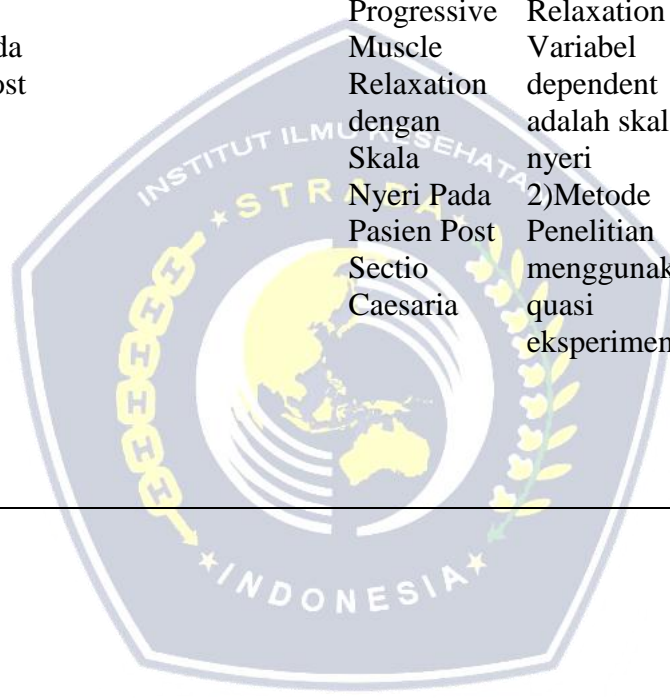 Progressive Relaxation
da Muscle Variabel
ost Relaxation dependent
dengan adalah skal
Skala nyeri
Nyeri Pada 2)Metode
Pasien Post Penelitian
Sectio menggunak
Caesaria quasi
eksperimen
INSTITUT ILMU KESEHATAN
STRADA
INDONESIA